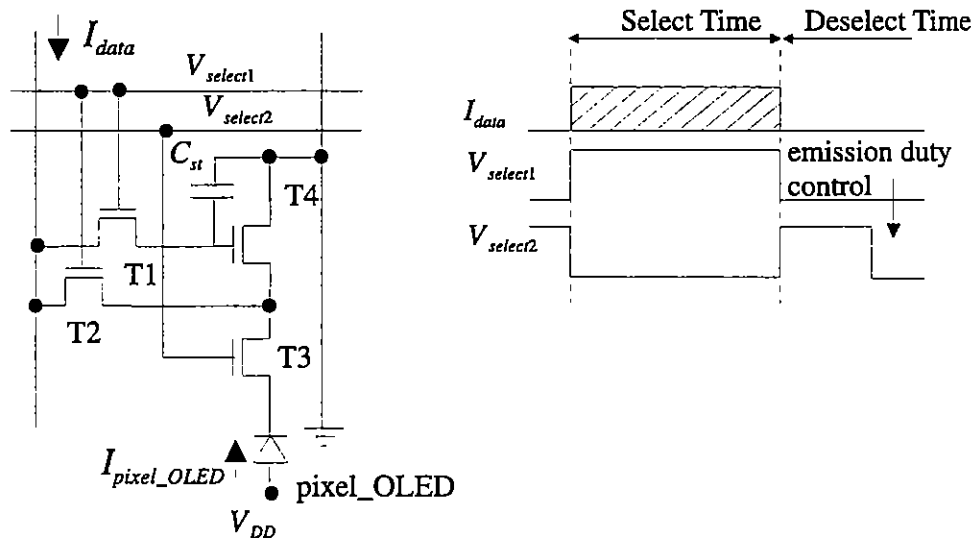 I_data
V_select1
V_select2
C_st
T4
T1
T2
T3
I_pixel_OLED
pixel_OLED
V_DD
Select Time
Deselect Time
I_data
V_select1
emission duty
control
V_select2